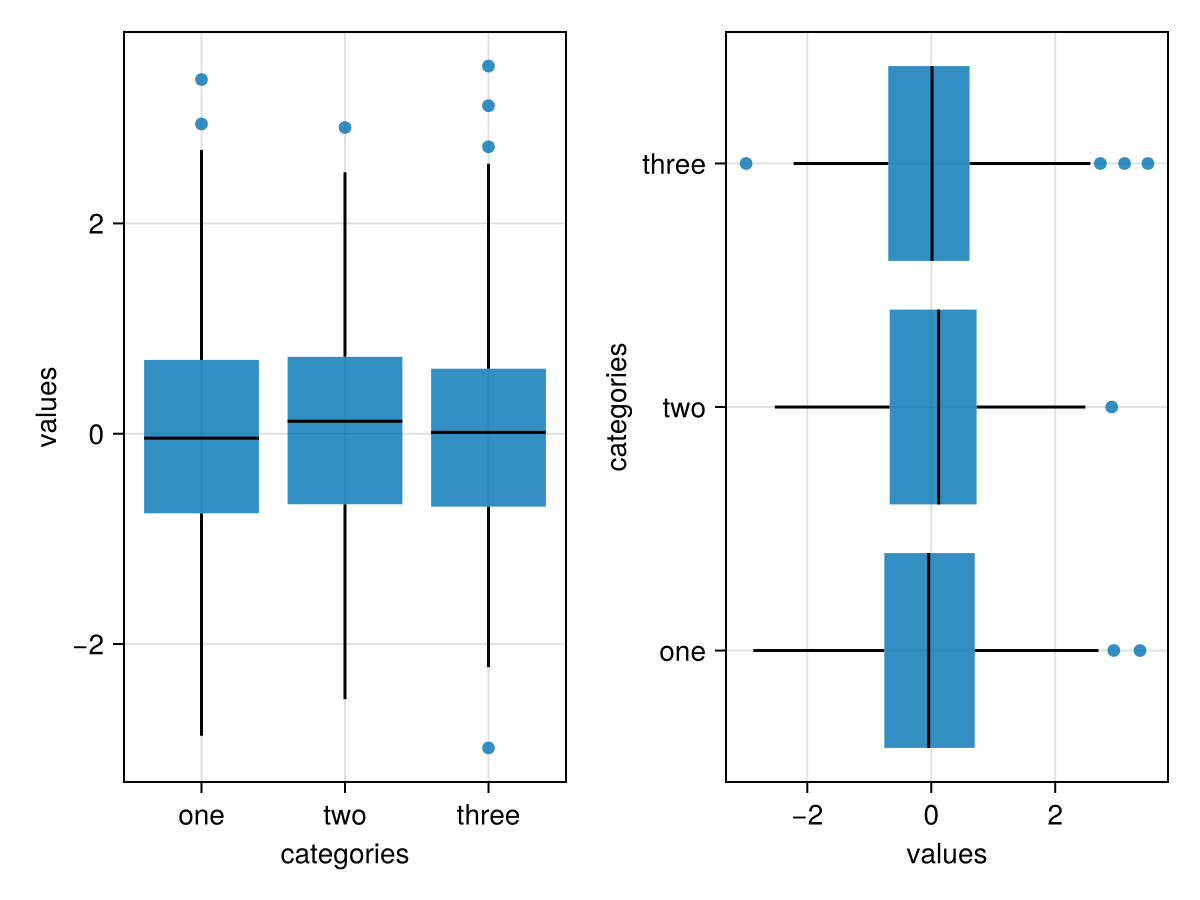 values
2
0
−2
one two three
categories
categories
three
two
one
−2 0 2
values